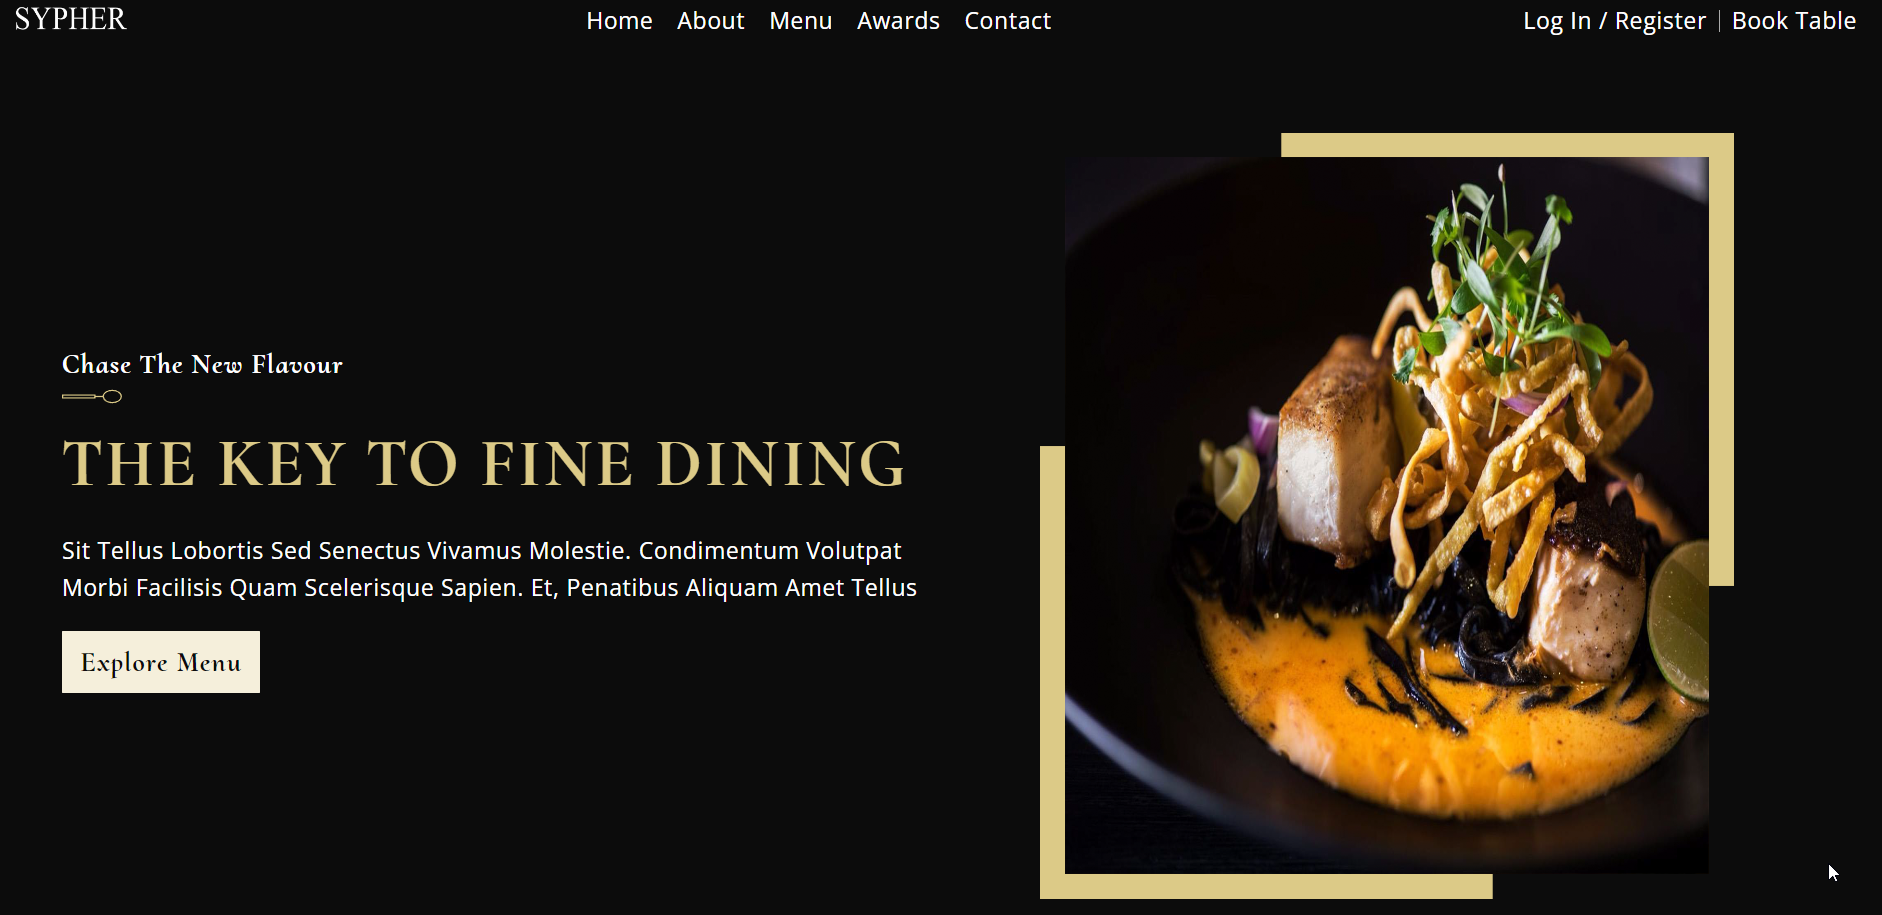 SYPHER
Home About Menu Awards Contact
Log In / Register | Book Table
Chase The New Flavour
THE KEY TO FINE DINING
Sit Tellus Lobortis Sed Senectus Vivamus Molestie. Condimentum Volutpat
Morbi Facilisis Quam Scelerisque Sapien. Et, Penatibus Aliquam Amet Tellus
Explore Menu